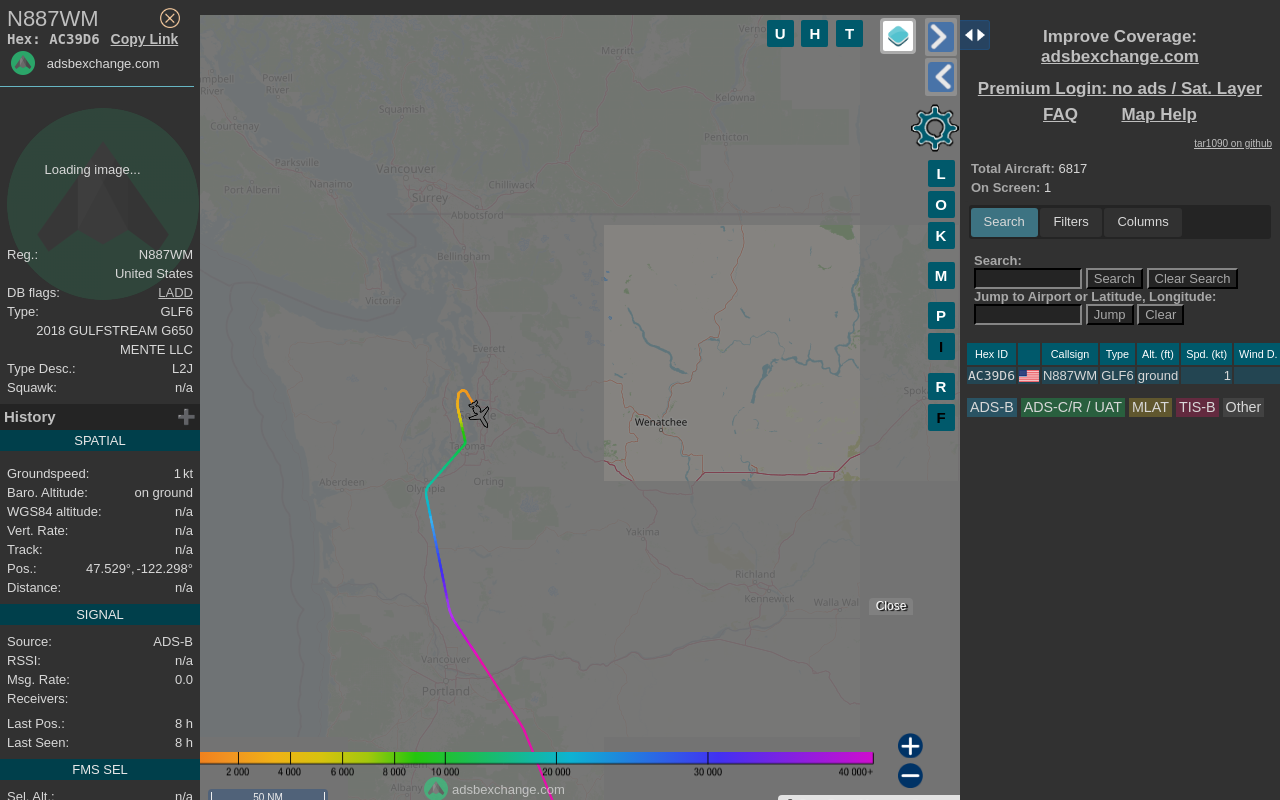 N887WM
Hex: AC39D6 Copy Link
adsbexchange.com
Loading image...
Reg.: N887WM
United States
DB flags: LADD
Type: GLF6
2018 GULFSTREAM G650
MENTE LLC
Type Desc.: L2J
Squawk: n/a
History
SPATIAL
Groundspeed: 1 kt
Baro. Altitude: on ground
WGS84 altitude: n/a
Vert. Rate: n/a
Track: n/a
Pos.: 47.529°, -122.298°
Distance: n/a
SIGNAL
Source: ADS-B
RSSI: n/a
Msg. Rate: 0.0
Receivers:
Last Pos.: 8 h
Last Seen: 8 h
FMS SEL
Sel. Alt.: n/a
U H T
L
O
K
M
P
I
R
F
Merritt
Powell
River
Campbell
River
Squamish
Kelowna
Courtenay
Penticton
Parksville
Vancouver
Nanaimo
Port Alberni
Chilliwack
Surrey
Abbotsford
Bellingham
Victoria
Everett
Wenatchee
Tacoma
Aberdeen
Olympia
Orting
Yakima
Richland
Kennewick
Walla Wal
Vancouver
Portland
Albany
Close
2 000 4 000 6 000 8 000 10 000 20 000 30 000 40 000+
adsbexchange.com
50 NM
Improve Coverage:
adsbexchange.com
Premium Login: no ads / Sat. Layer
FAQ Map Help
tar1090 on github
Total Aircraft: 6817
On Screen: 1
Search Filters Columns
Search:
Search Clear Search
Jump to Airport or Latitude, Longitude:
Jump Clear
Hex ID Callsign Type Alt. (ft) Spd. (kt) Wind D.
AC39D6 N887WM GLF6 ground 1
ADS-B ADS-C/R / UAT MLAT TIS-B Other